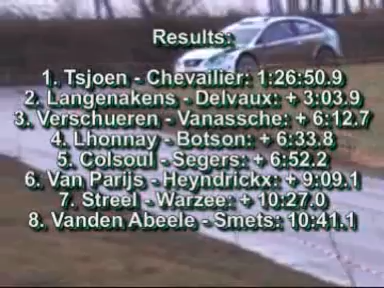 Results:
1. Tsjoen - Chevailier: 1:26:50.9
2. Langenakens - Delvaux: + 3:03.9
3. Verschueren - Vanassche: + 6:12.7
4. Lhonnay - Botson: + 6:33.8
5. Colsoul - Segers: + 6:52.2
6. Van Parijs - Heyndrickx: + 9:09.1
7. Streel - Warzee: + 10:27.0
8. Vanden Abeele - Smets: 10:41.1